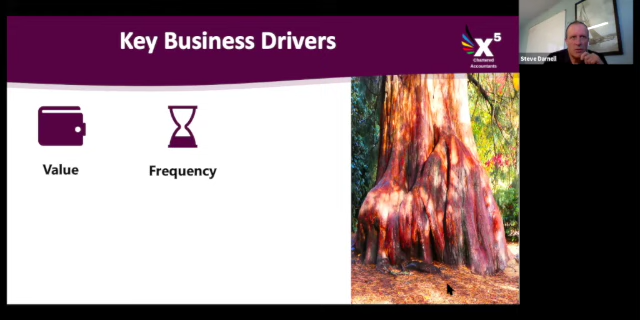 Key Business Drivers
x5
Chartered
Accountants
Steve Darnell
Value
Frequency